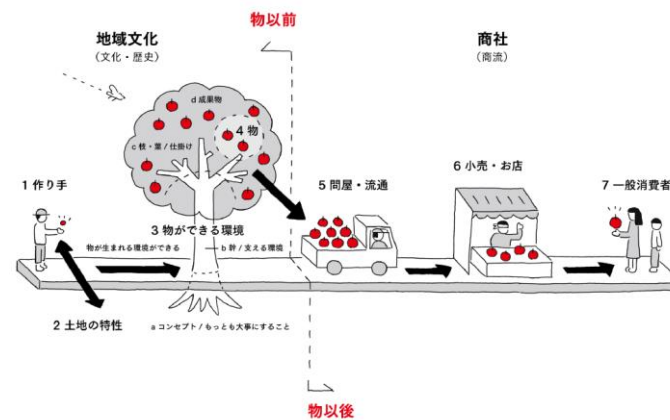 物以前
地域文化
（文化・歴史）
商社
（商流）
d 成果物
4 物
c 枝・葉 / 仕掛け
1 作り手
5 問屋・流通
6 小売・お店
7 一般消費者
3 物ができる環境
物が生まれる環境ができる
b 幹 / 支える環境
2 土地の特性
a コンセプト / もっとも大事にすること
物以後